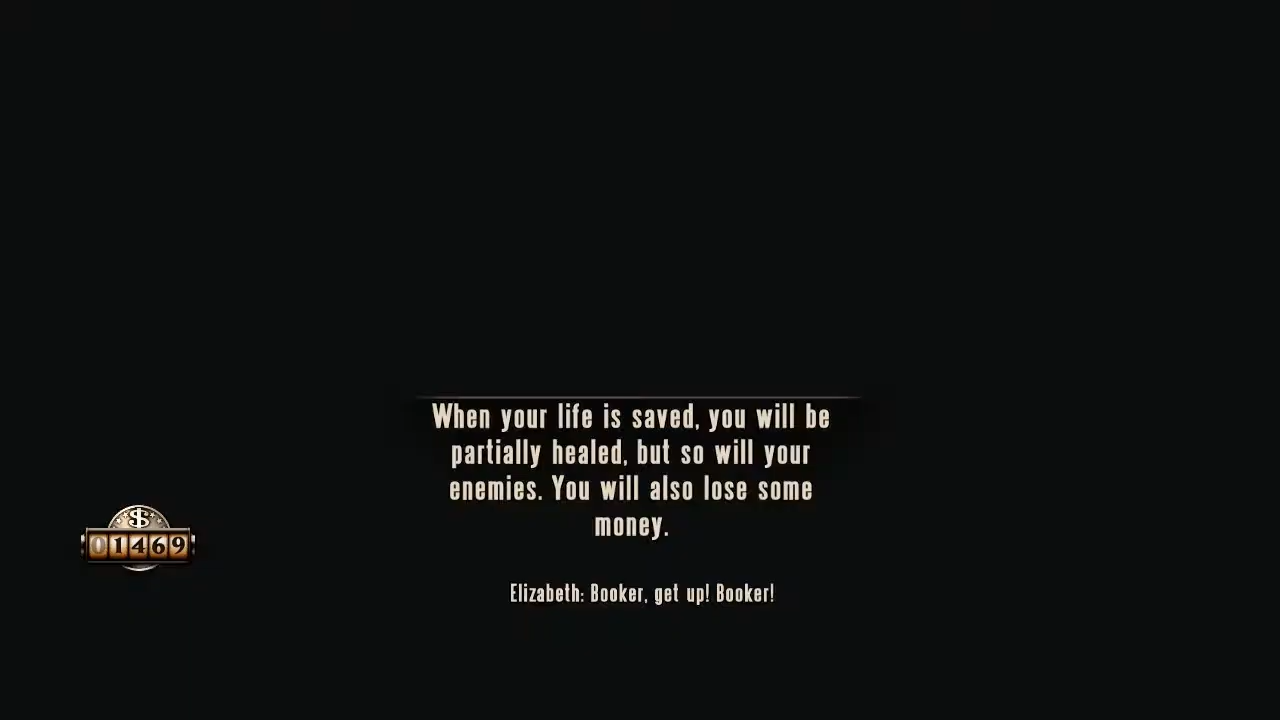 When your life is saved, you will be
partially healed, but so will your
enemies. You will also lose some
money.
$
01469
Elizabeth: Booker, get up! Booker!